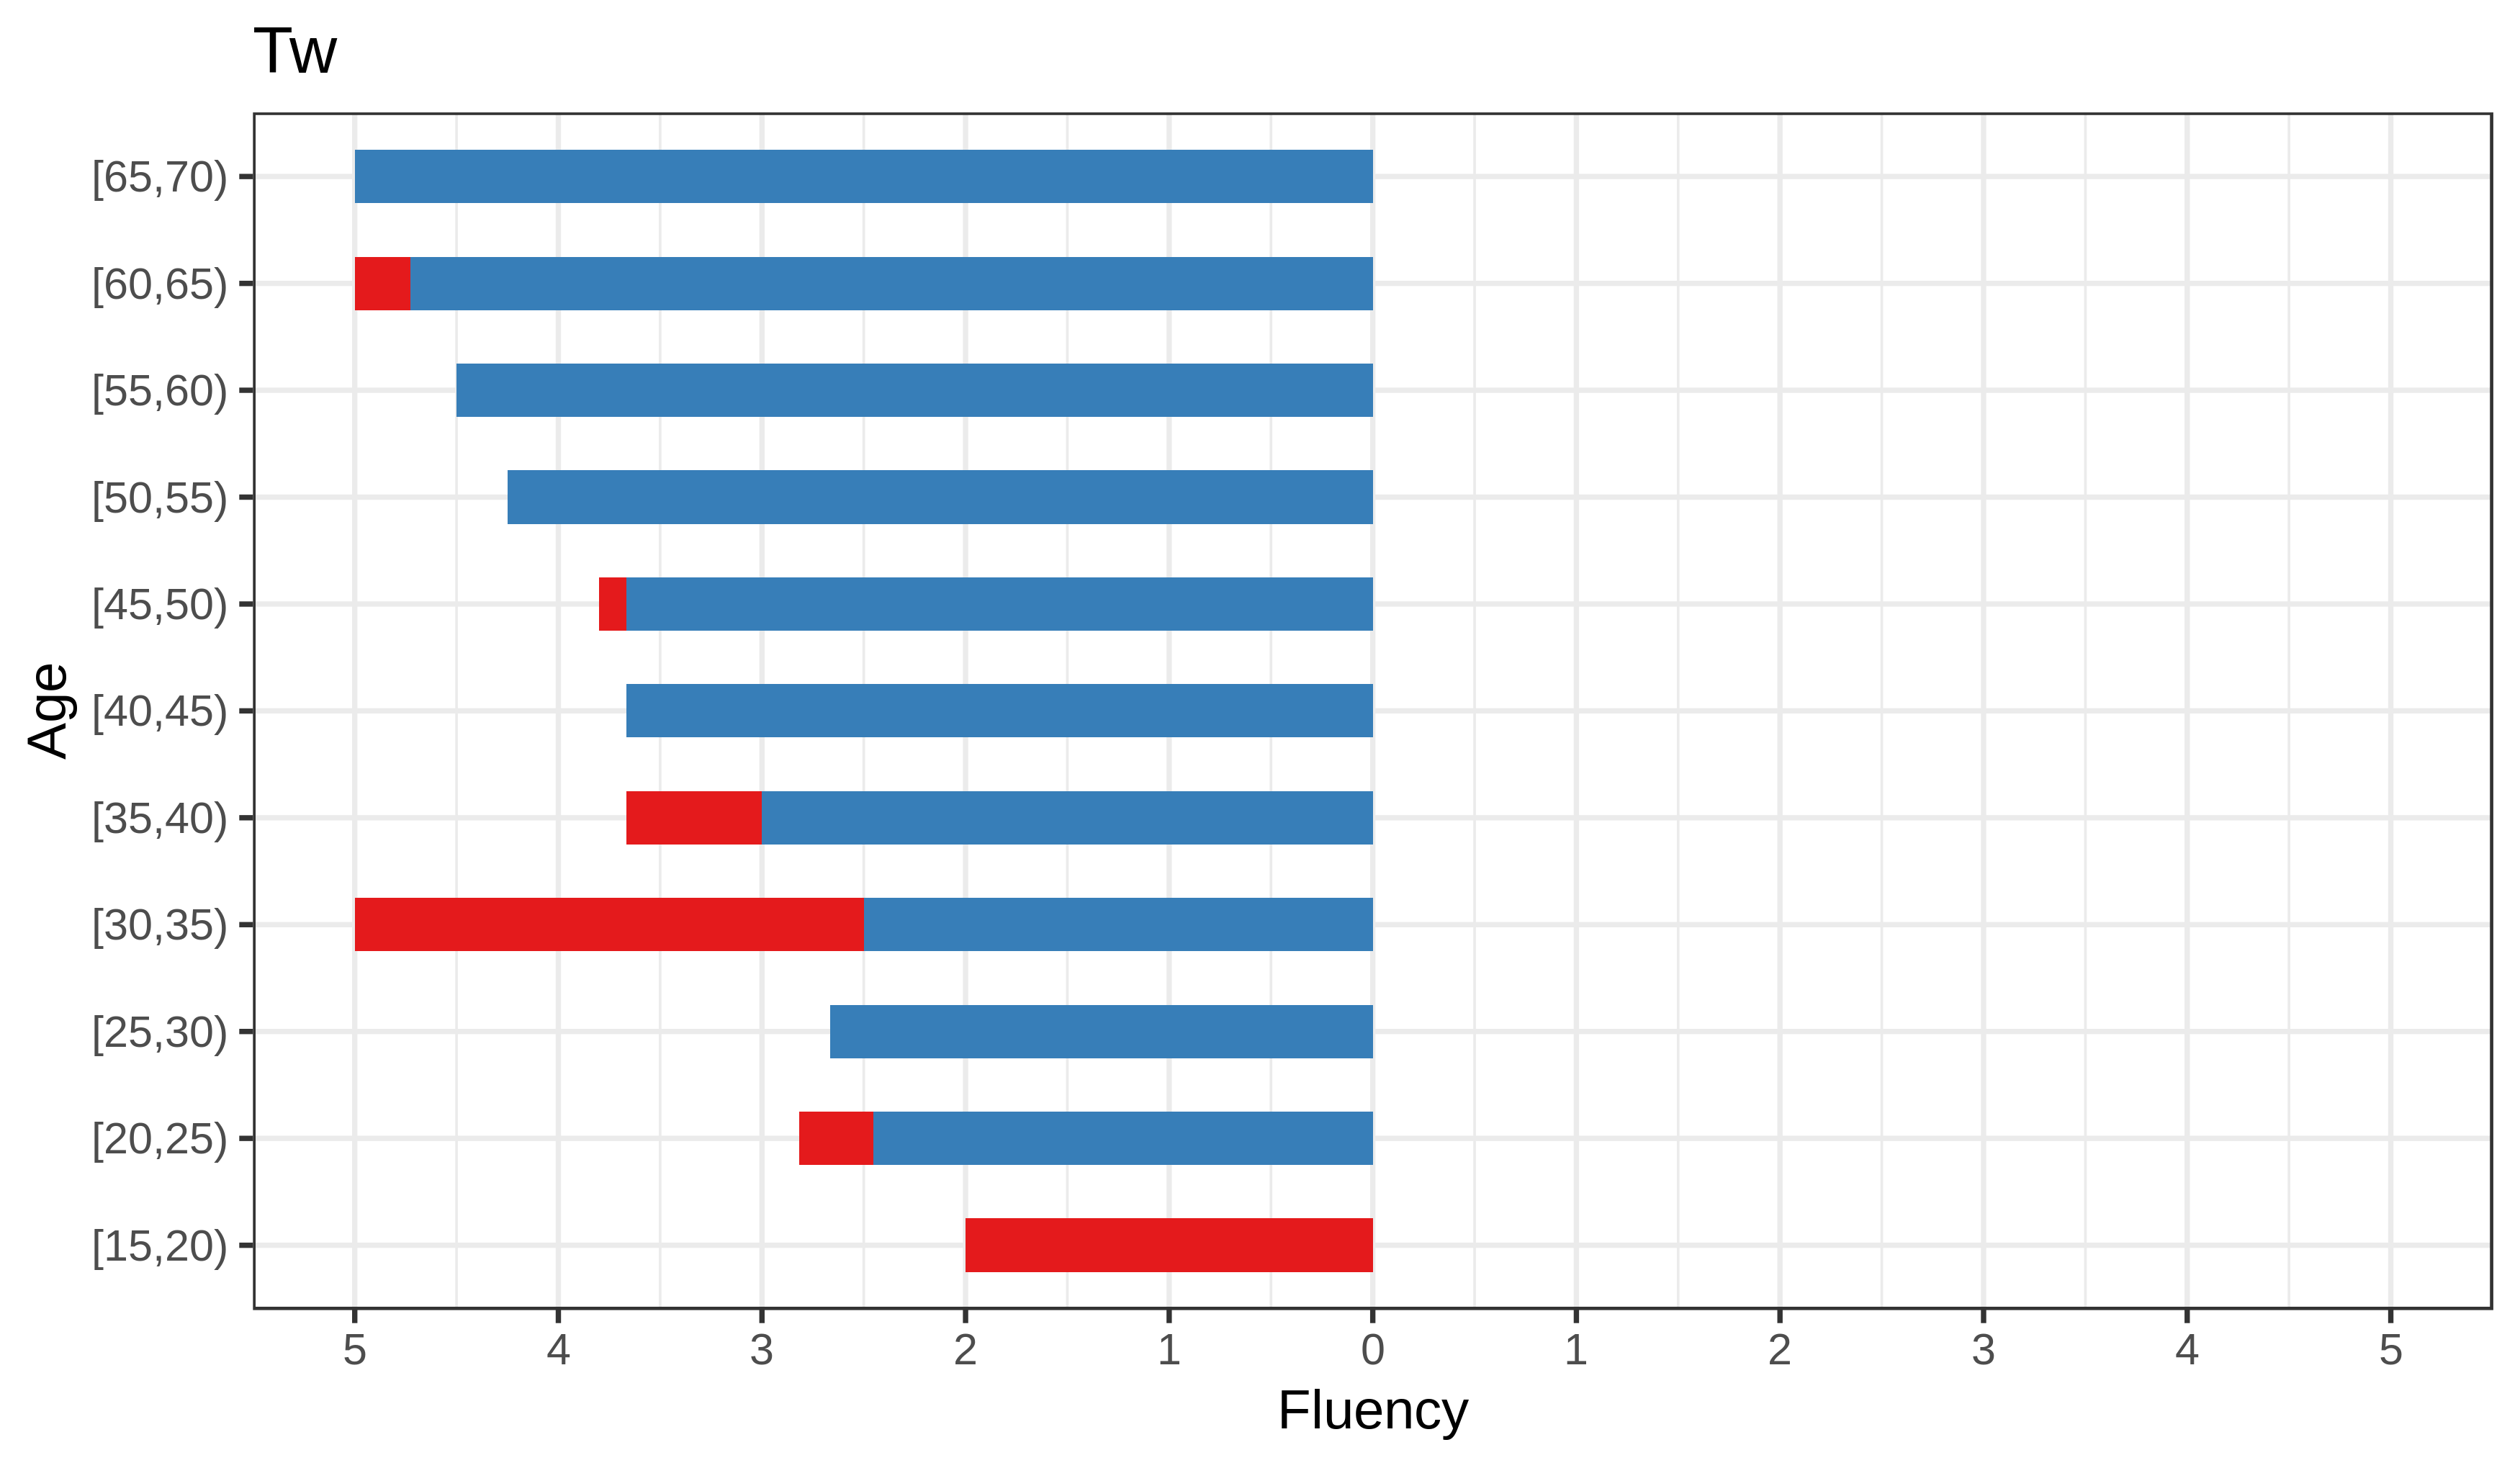 Tw
[65,70)
[60,65)
[55,60)
[50,55)
[45,50)
[40,45)
[35,40)
[30,35)
[25,30)
[20,25)
[15,20)
Age
5 4 3 2 1 0 1 2 3 4 5
Fluency